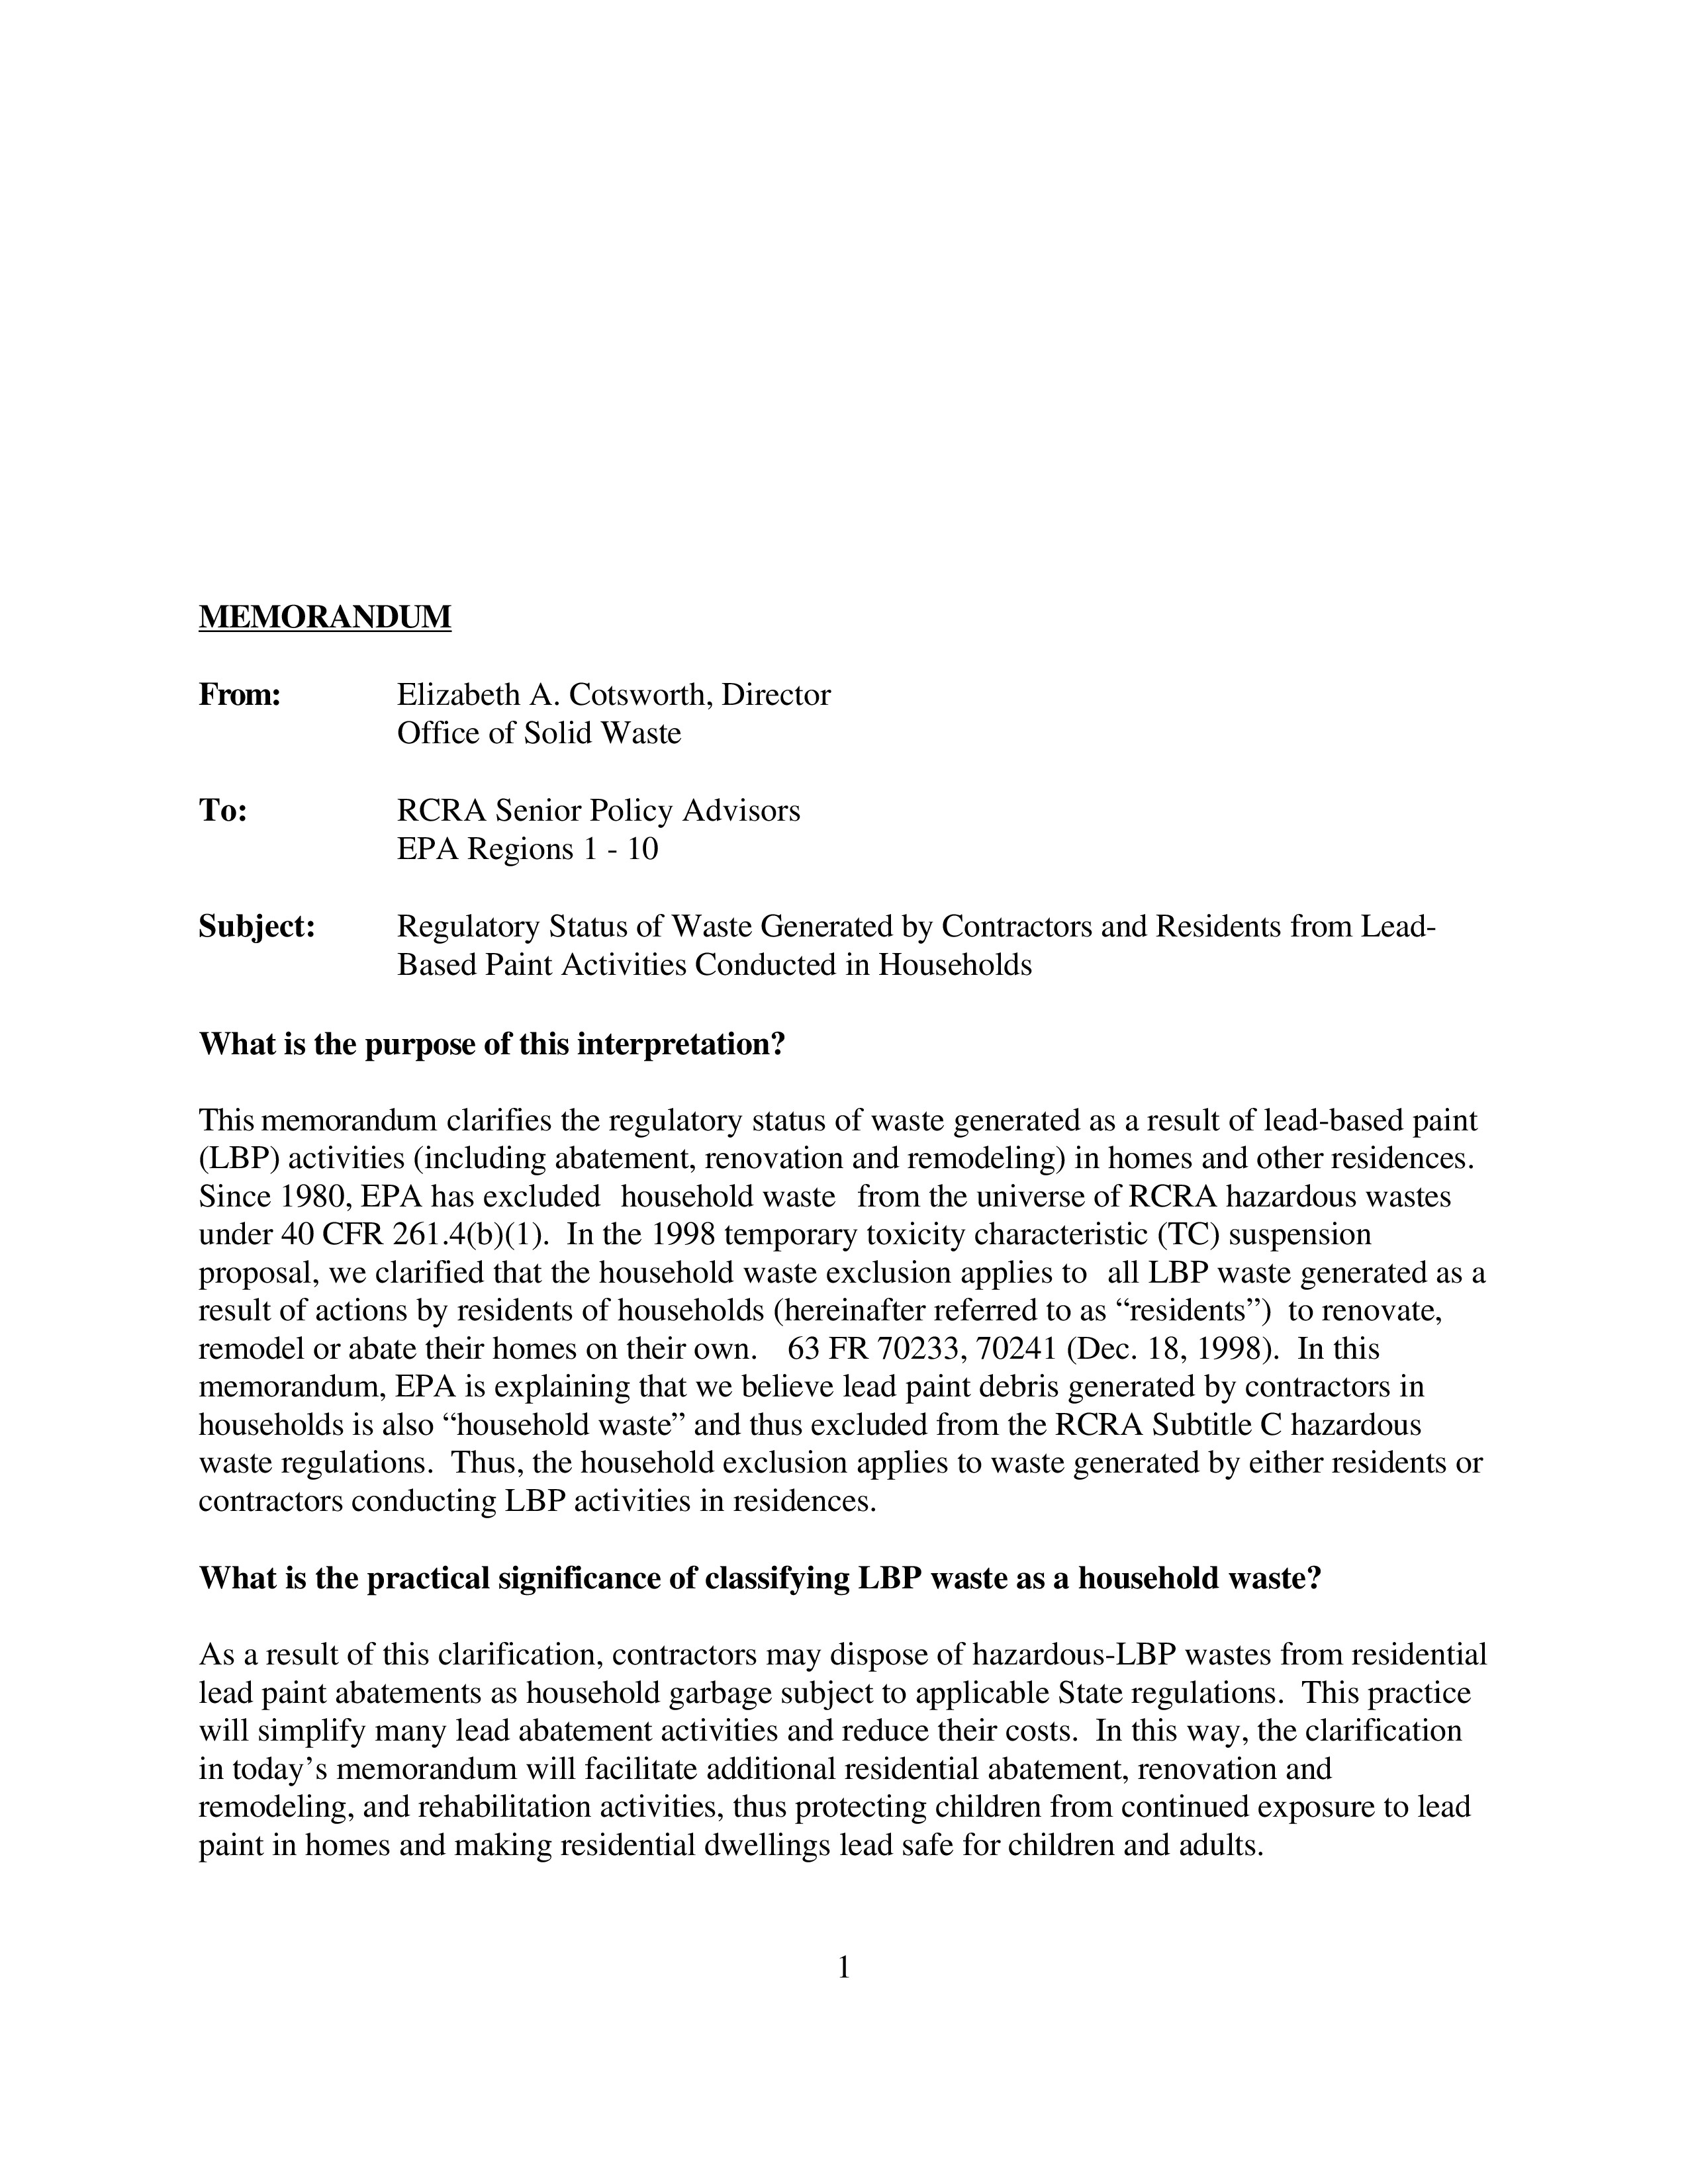 MEMORANDUM
From: Elizabeth A. Cotsworth, Director
Office of Solid Waste
To: RCRA Senior Policy Advisors
EPA Regions 1 - 10
Subject: Regulatory Status of Waste Generated by Contractors and Residents from Lead-
Based Paint Activities Conducted in Households
What is the purpose of this interpretation?
This memorandum clarifies the regulatory status of waste generated as a result of lead-based paint
(LBP) activities (including abatement, renovation and remodeling) in homes and other residences.
Since 1980, EPA has excluded household waste from the universe of RCRA hazardous wastes
under 40 CFR 261.4(b)(1). In the 1998 temporary toxicity characteristic (TC) suspension
proposal, we clarified that the household waste exclusion applies to all LBP waste generated as a
result of actions by residents of households (hereinafter referred to as “residents”) to renovate,
remodel or abate their homes on their own. 63 FR 70233, 70241 (Dec. 18, 1998). In this
memorandum, EPA is explaining that we believe lead paint debris generated by contractors in
households is also “household waste” and thus excluded from the RCRA Subtitle C hazardous
waste regulations. Thus, the household exclusion applies to waste generated by either residents or
contractors conducting LBP activities in residences.
What is the practical significance of classifying LBP waste as a household waste?
As a result of this clarification, contractors may dispose of hazardous-LBP wastes from residential
lead paint abatements as household garbage subject to applicable State regulations. This practice
will simplify many lead abatement activities and reduce their costs. In this way, the clarification
in today’s memorandum will facilitate additional residential abatement, renovation and
remodeling, and rehabilitation activities, thus protecting children from continued exposure to lead
paint in homes and making residential dwellings lead safe for children and adults.
1